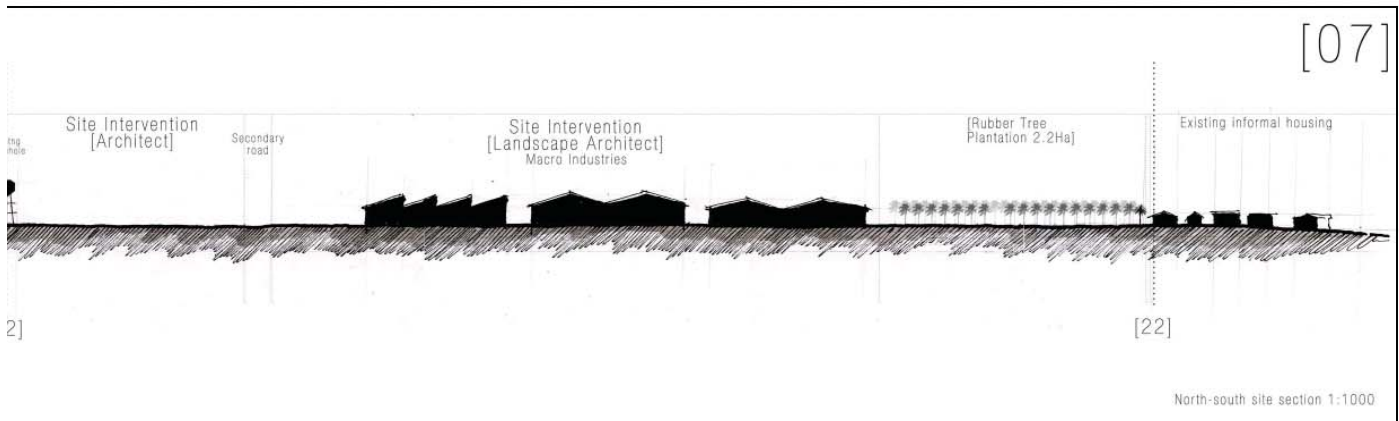 [07]
Site Intervention
[Architect]
Secondary
road
Site Intervention
[Landscape Architect]
Macro Industries
[Rubber Tree
Plantation 2.2Ha]
Existing informal housing
2]
[22]
North-south site section 1:1000